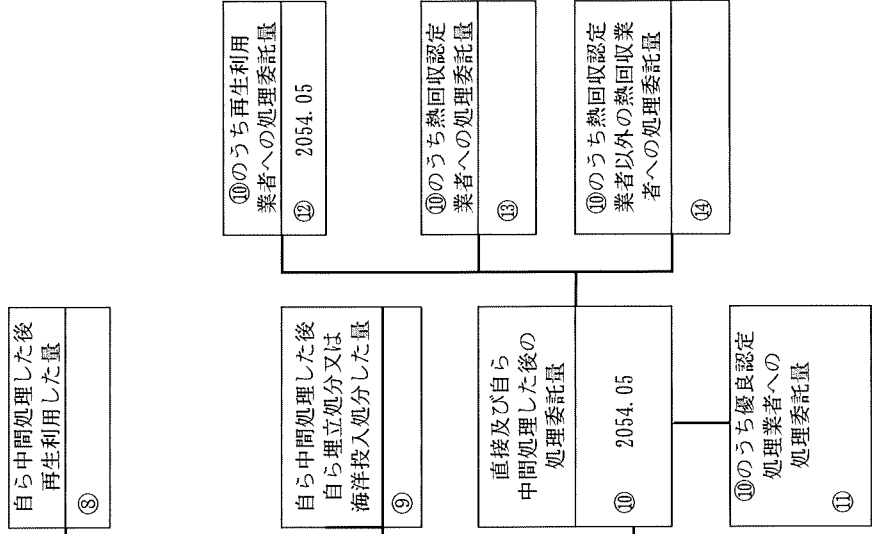 自ら中間処理した後
再生利用した量
⑧
自ら中間処理した後
自ら埋立処分又は
海洋投入処分した量
⑨
直接及び自ら
中間処理した後の
処理委託量
⑩ 2054.05
⑩のうち優良認定
処理業者への
処理委託量
⑪
⑩のうち再生利用
業者への処理委託量
⑫ 2054.05
⑩のうち熱回収認定
業者への処理委託量
⑬
⑩のうち熱回収認定
業者以外の熱回収業
者への処理委託量
⑭